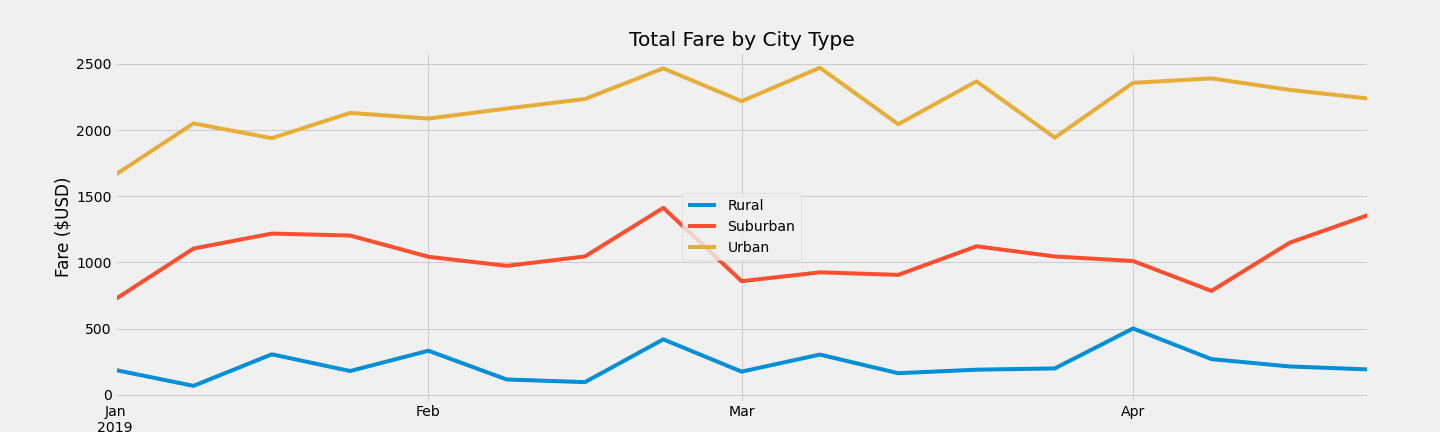 Total Fare by City Type
Fare ($USD)
2500
2000
1500
1000
500
0
Rural
Suburban
Urban
Jan
2019
Feb
Mar
Apr